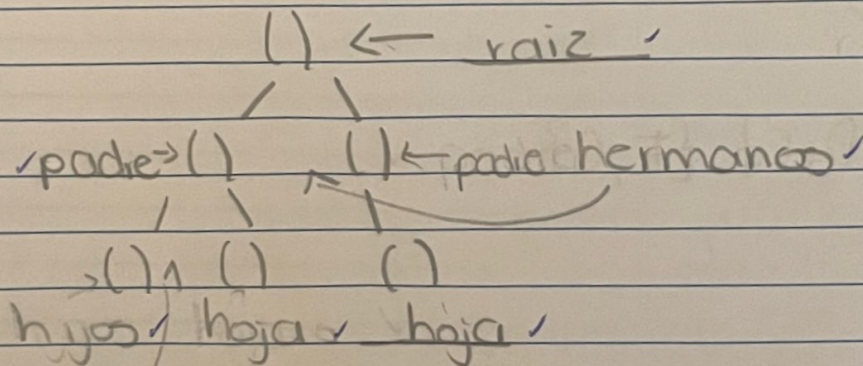 () ← raiz
/ \
padre→() ()←padre hermanos
/ \ \
→() () ()
hijos hoja hoja